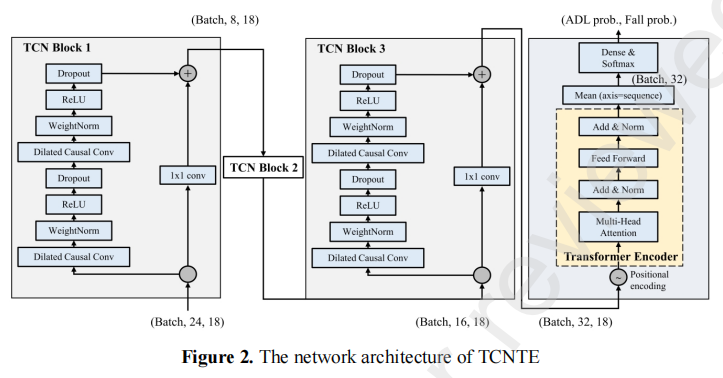 (Batch, 8, 18)
TCN Block 1
Dropout
+
ReLU
WeightNorm
Dilated Causal Conv
Dropout
1x1 conv
ReLU
WeightNorm
Dilated Causal Conv
(Batch, 24, 18)
TCN Block 2
(Batch, 16, 18)
TCN Block 3
Dropout
+
ReLU
WeightNorm
Dilated Causal Conv
Dropout
1x1 conv
ReLU
WeightNorm
Dilated Causal Conv
(Batch, 16, 18)
(ADL prob., Fall prob.)
Dense &
Softmax
(Batch, 32)
Mean (axis=sequence)
Add & Norm
Feed Forward
Add & Norm
Multi-Head
Attention
Transformer Encoder
~
Positional
encoding
(Batch, 32, 18)
Figure 2. The network architecture of TCNTE